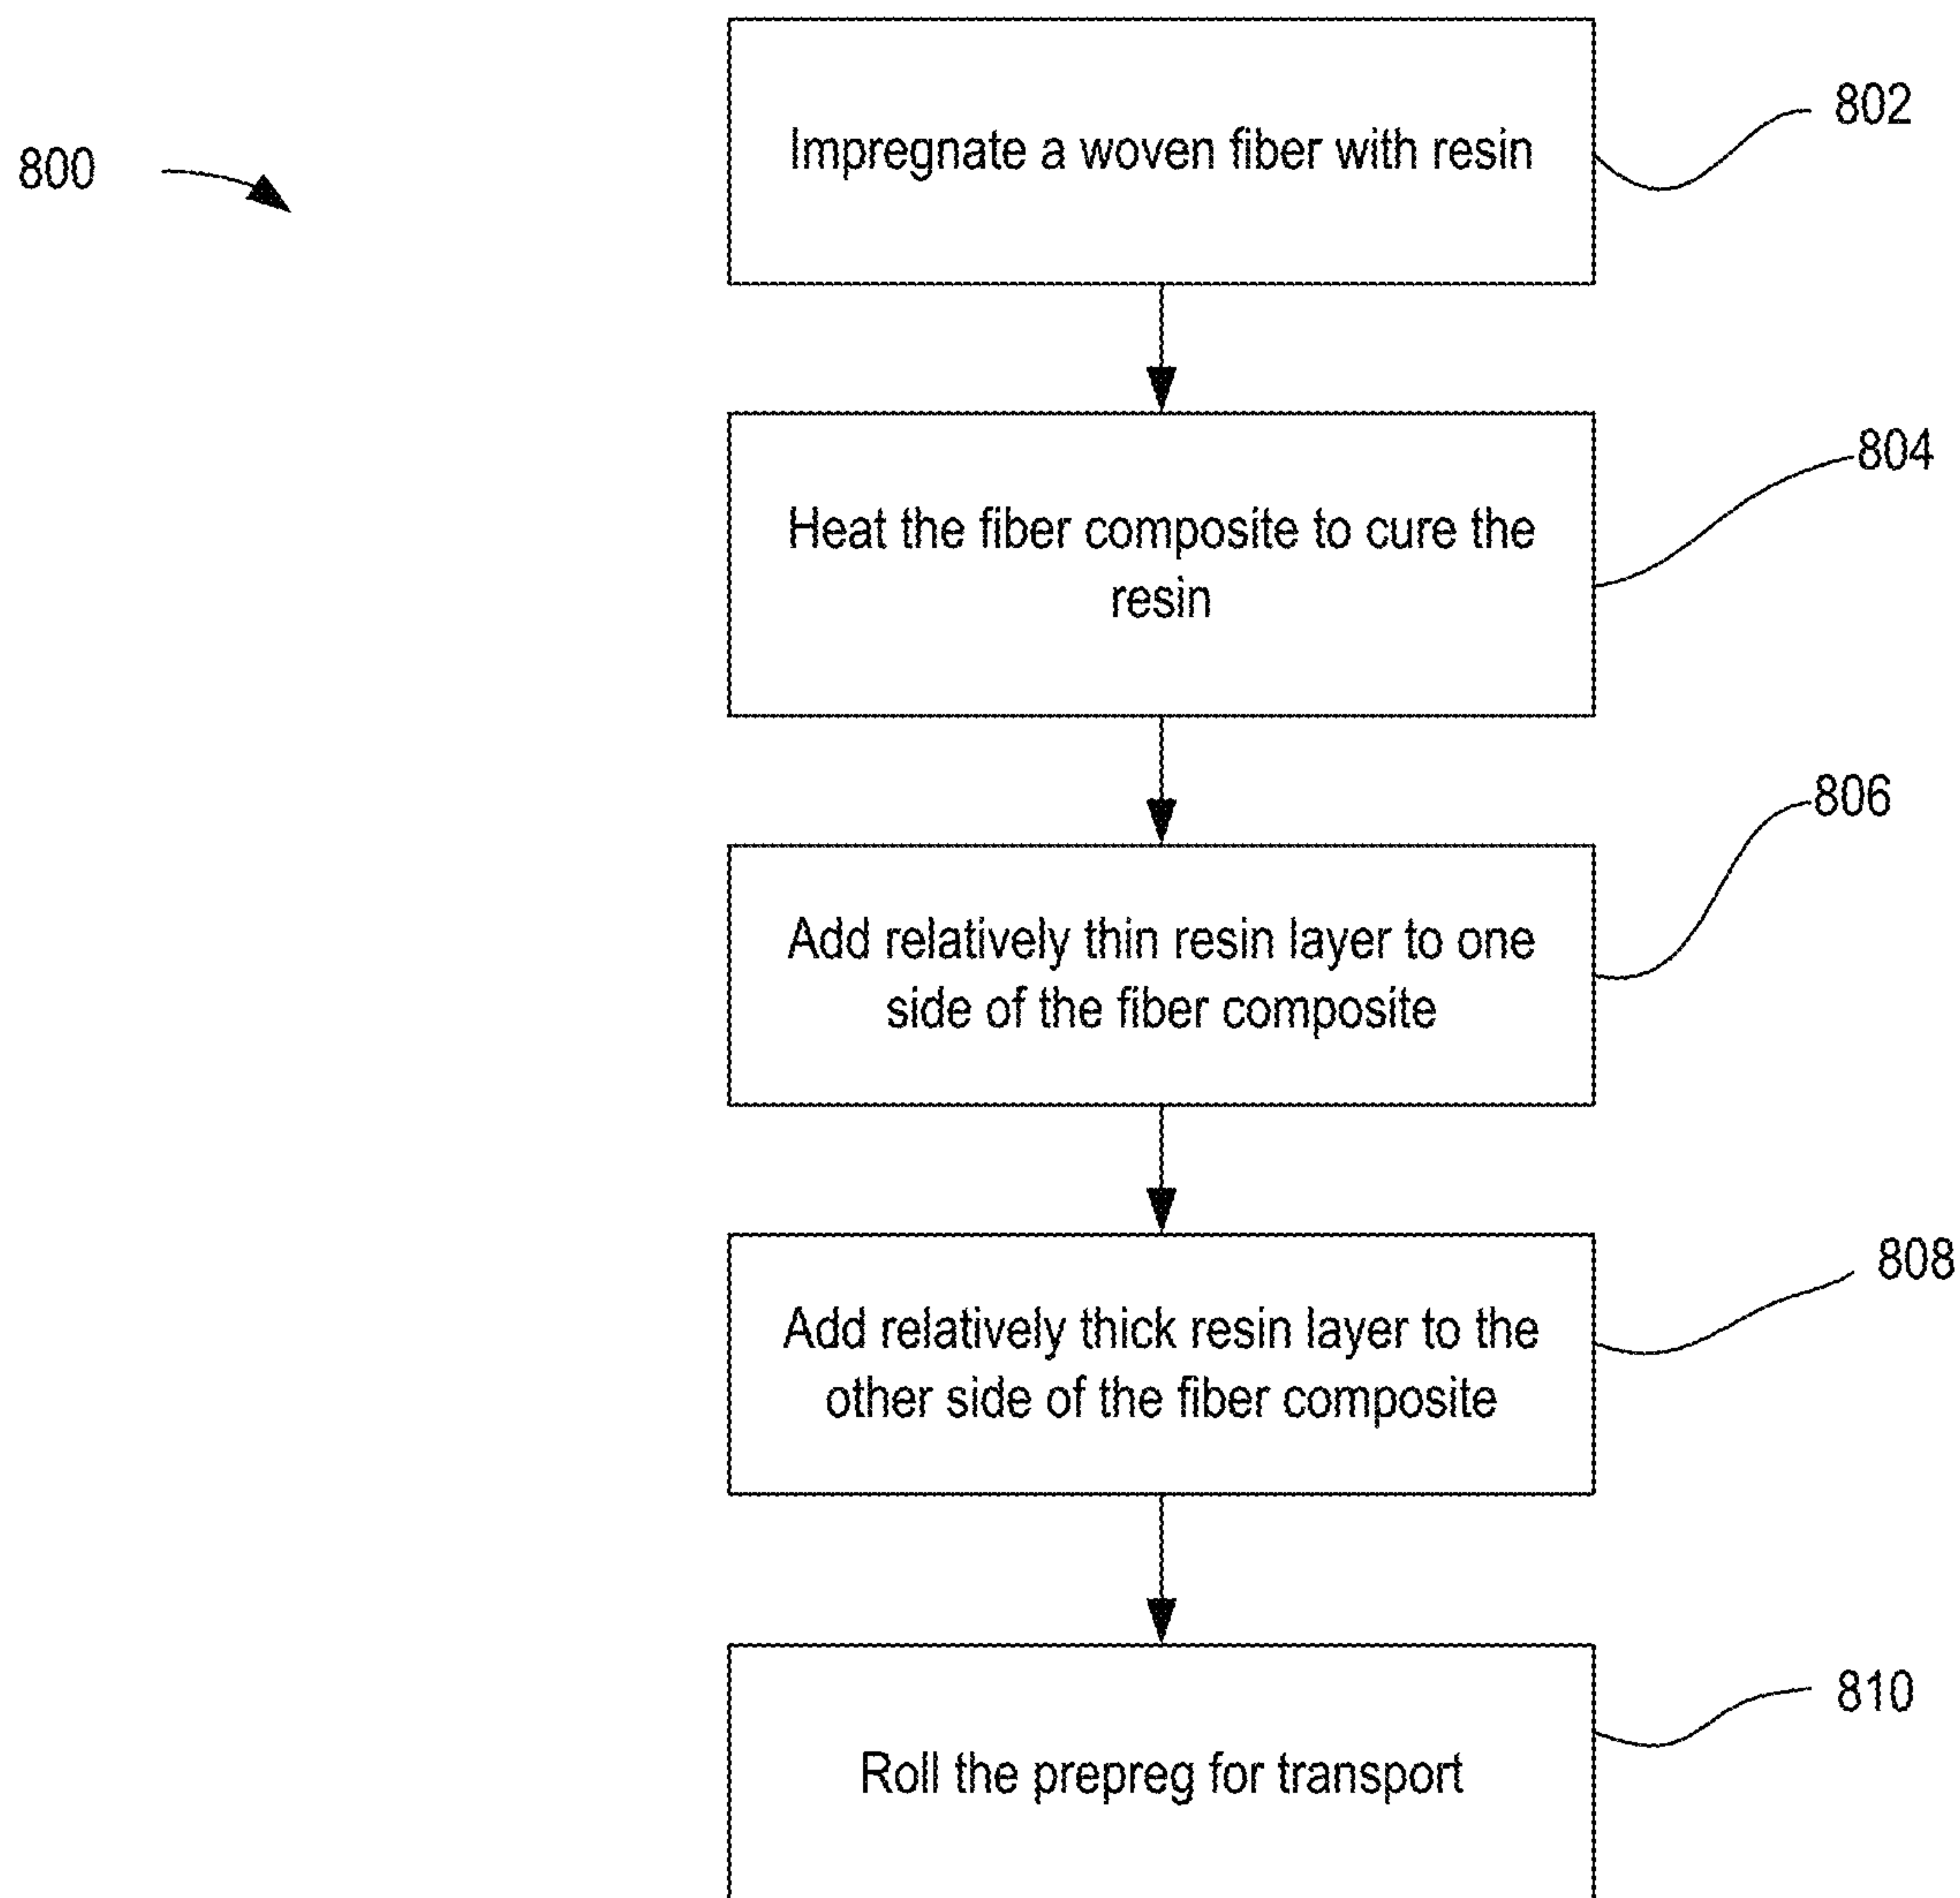 800
Impregnate a woven fiber with resin
802
Heat the fiber composite to cure the
resin
804
Add relatively thin resin layer to one
side of the fiber composite
806
Add relatively thick resin layer to the
other side of the fiber composite
808
Roll the prepreg for transport
810